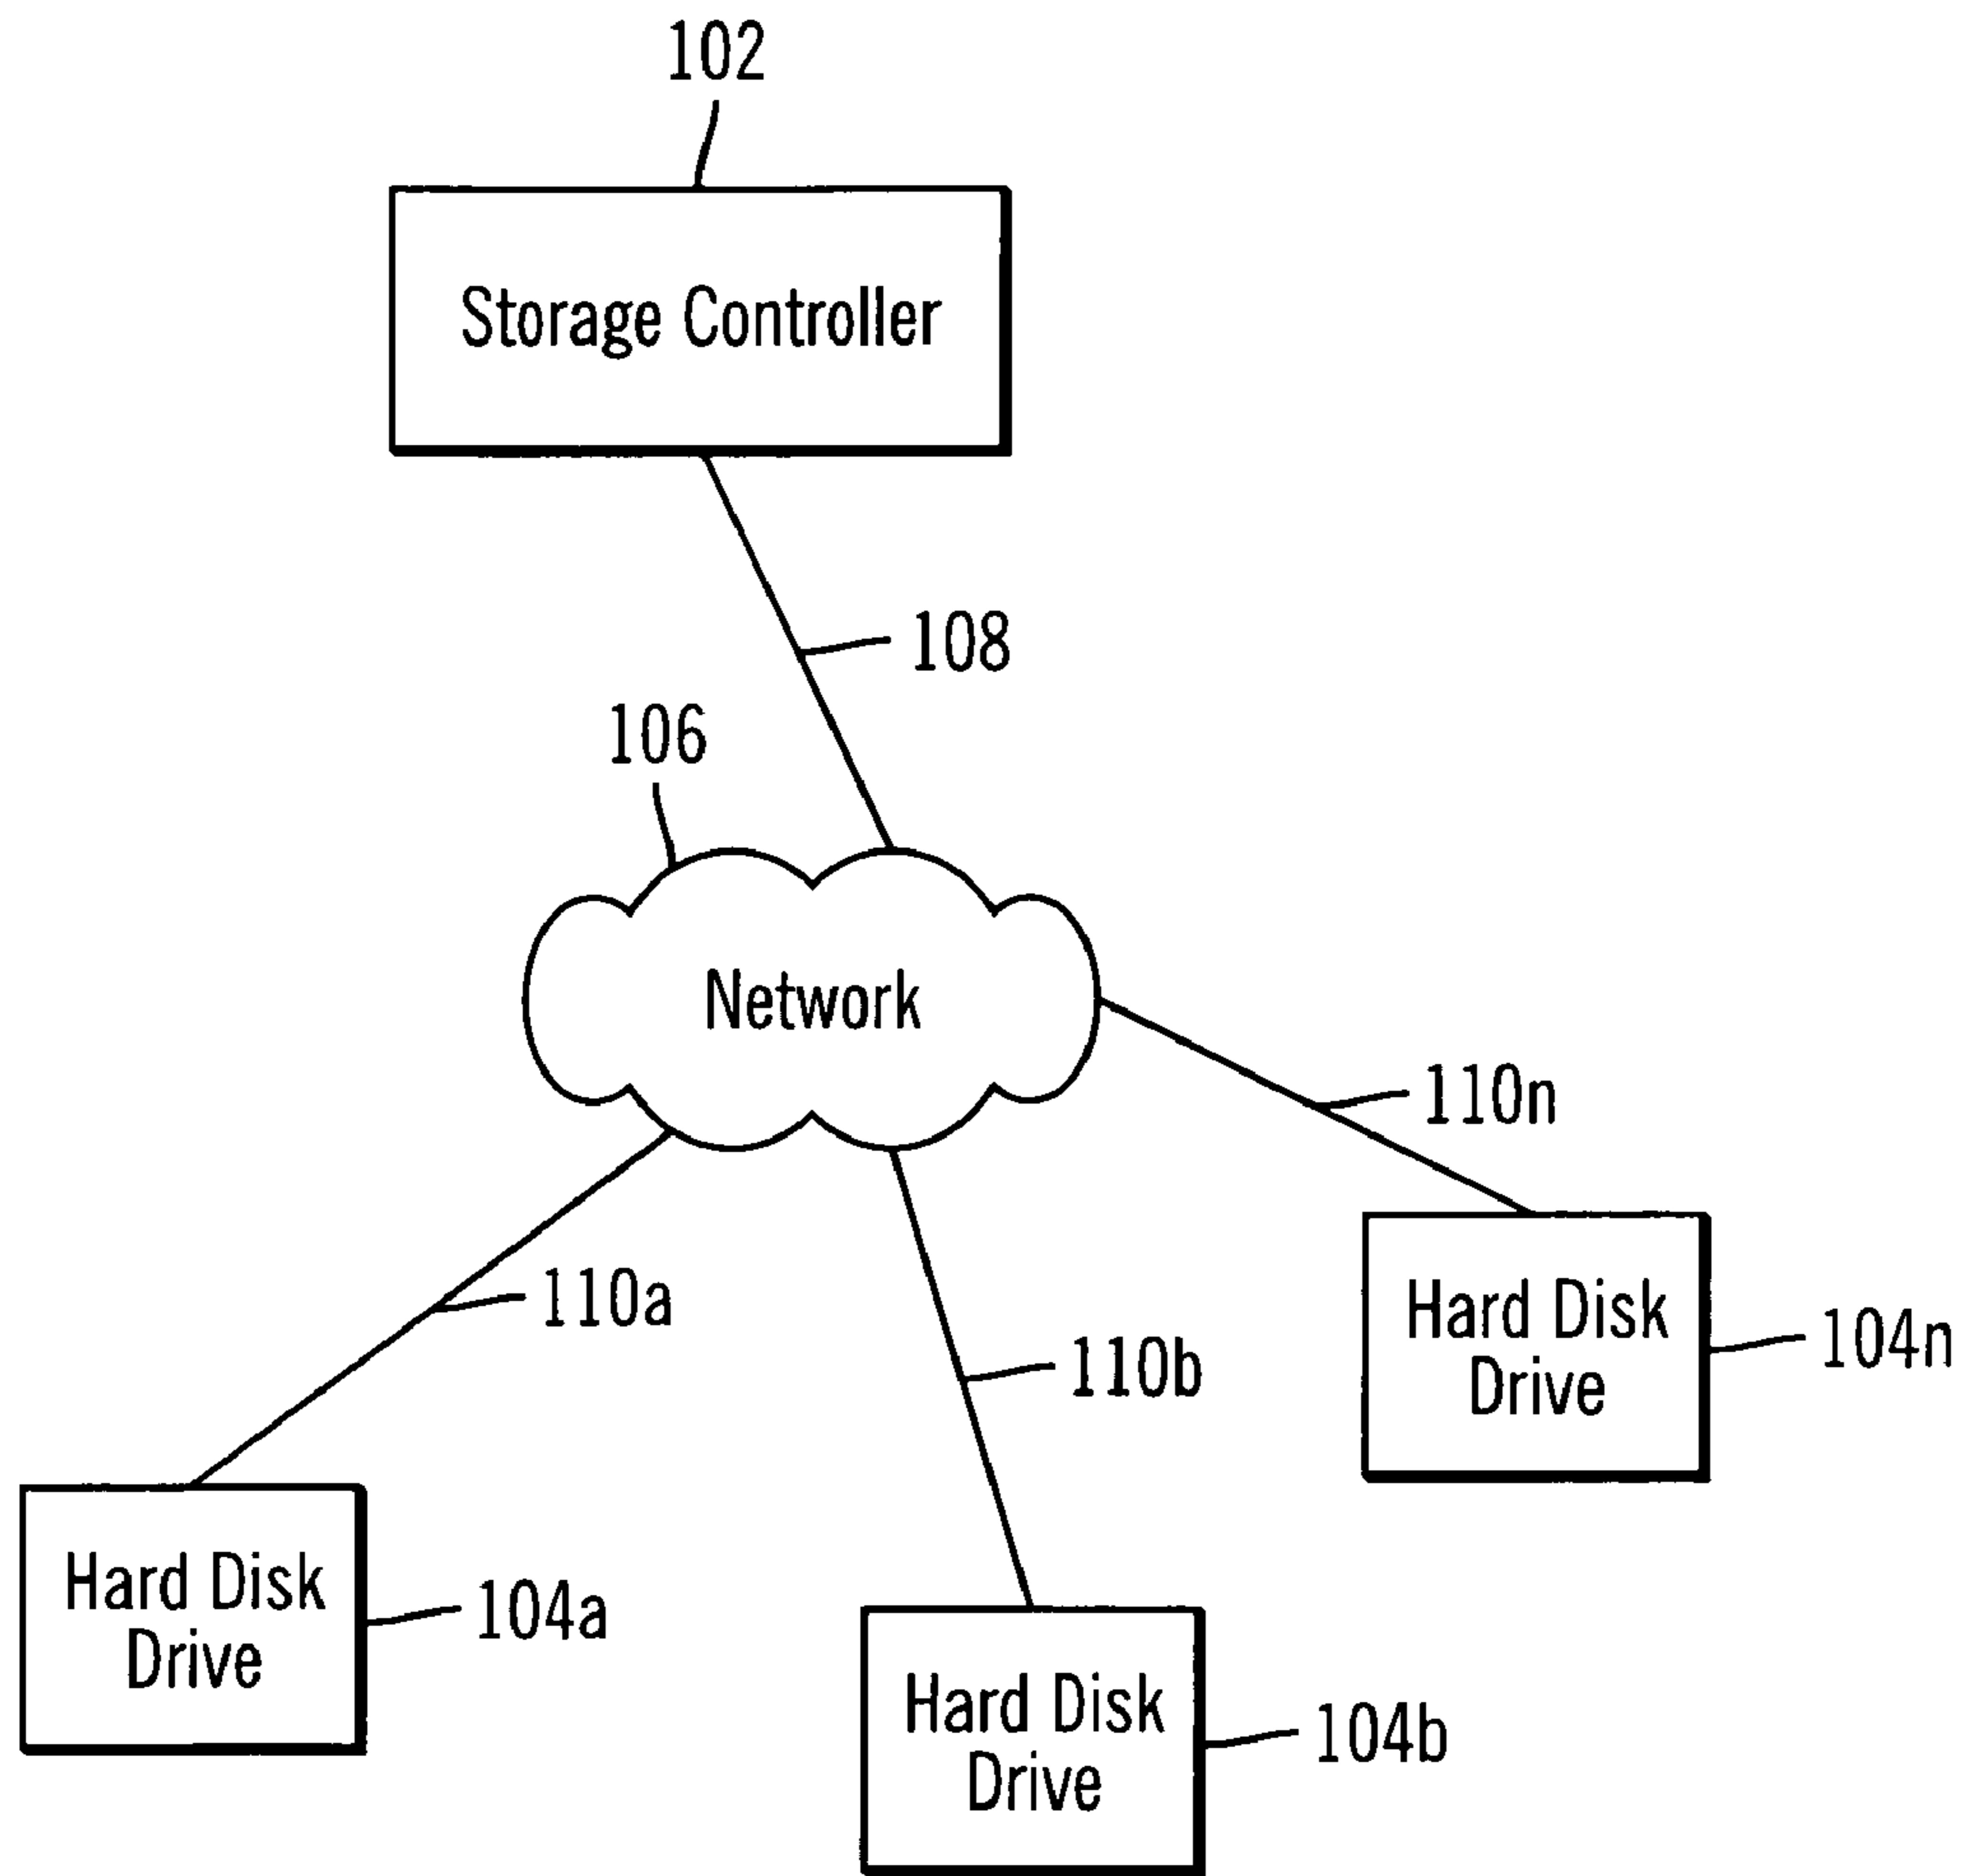 102
Storage Controller
108
106
Network
110n
110a
Hard Disk
Drive
104n
110b
Hard Disk
Drive
104a
Hard Disk
Drive
104b